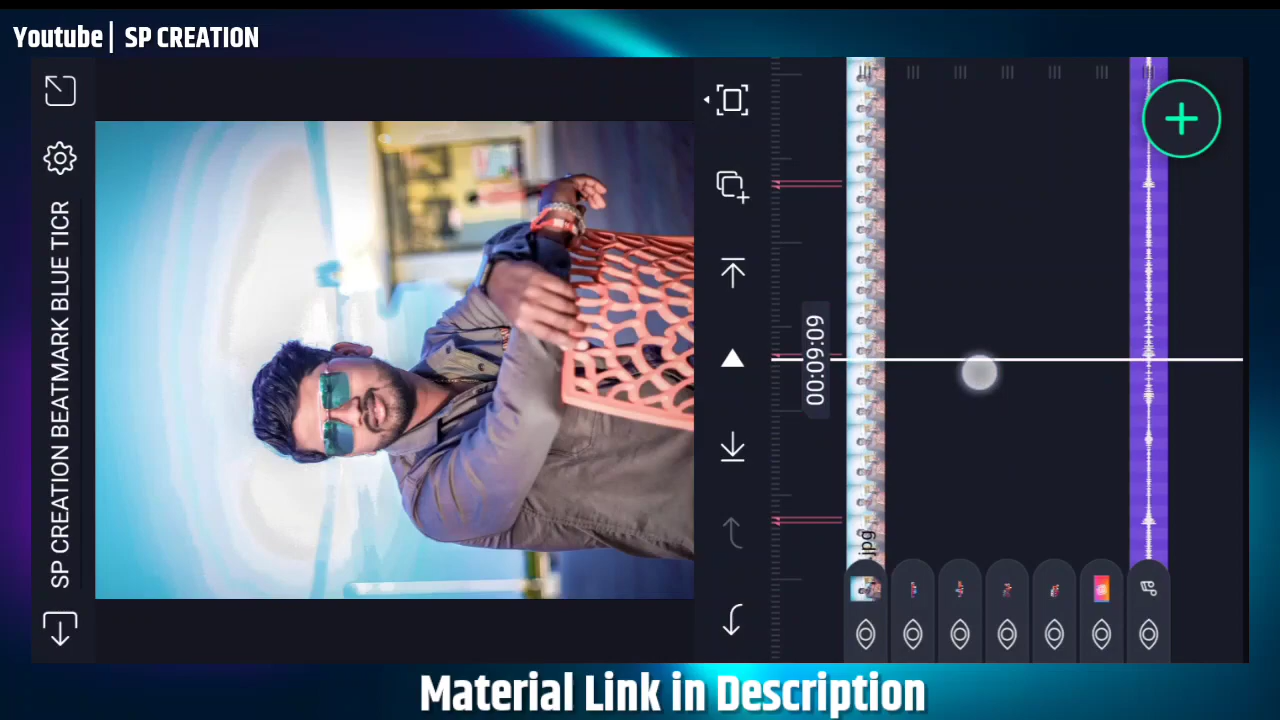 Youtube | SP CREATION
SP CREATION BEATMARK BLUE TICR
00:09:09
.jpg
Material Link in Description